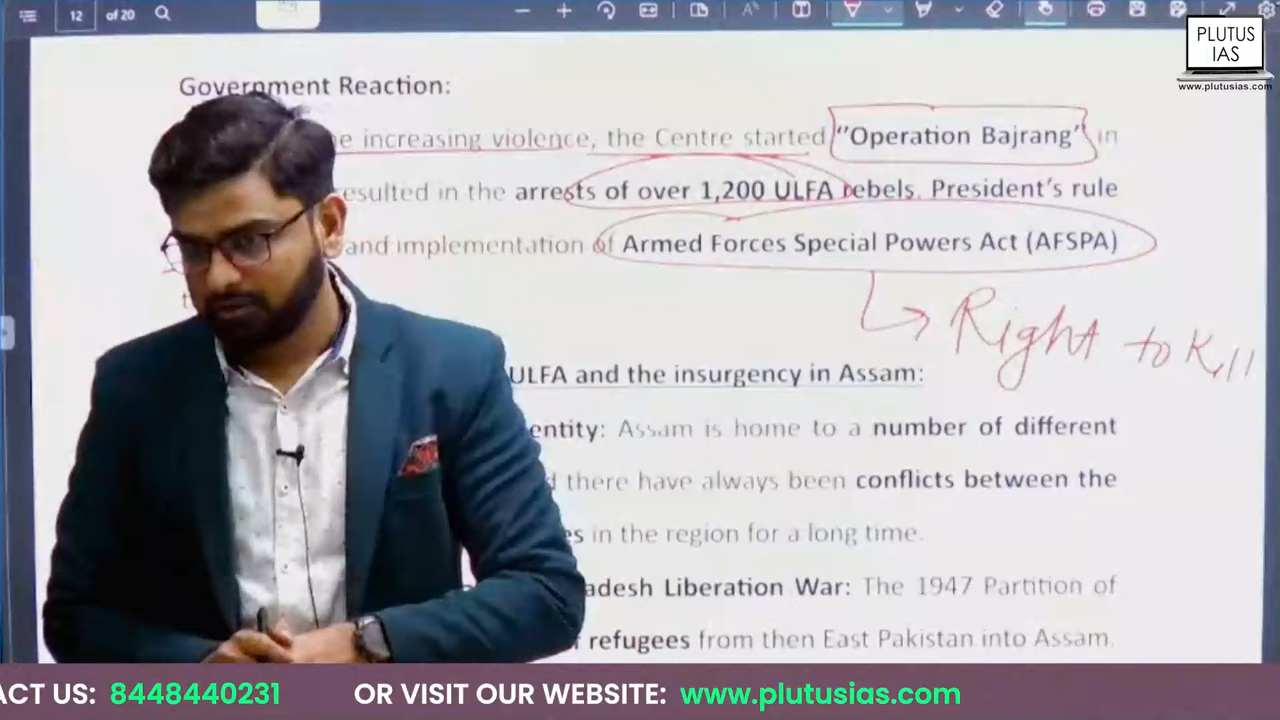 12 of 20
PLUTUS
IAS
www.plutusias.com
Government Reaction:
e increasing violence, the Centre started "Operation Bajrang" in
esulted in the arrests of over 1,200 ULFA rebels. President's rule
and implementation of Armed Forces Special Powers Act (AFSPA)
Right to Kill
ULFA and the insurgency in Assam:
entity: Assam is home to a number of different
d there have always been conflicts between the
es in the region for a long time.
adesh Liberation War: The 1947 Partition of
refugees from then East Pakistan into Assam.
ACT US: 8448440231 OR VISIT OUR WEBSITE: www.plutusias.com